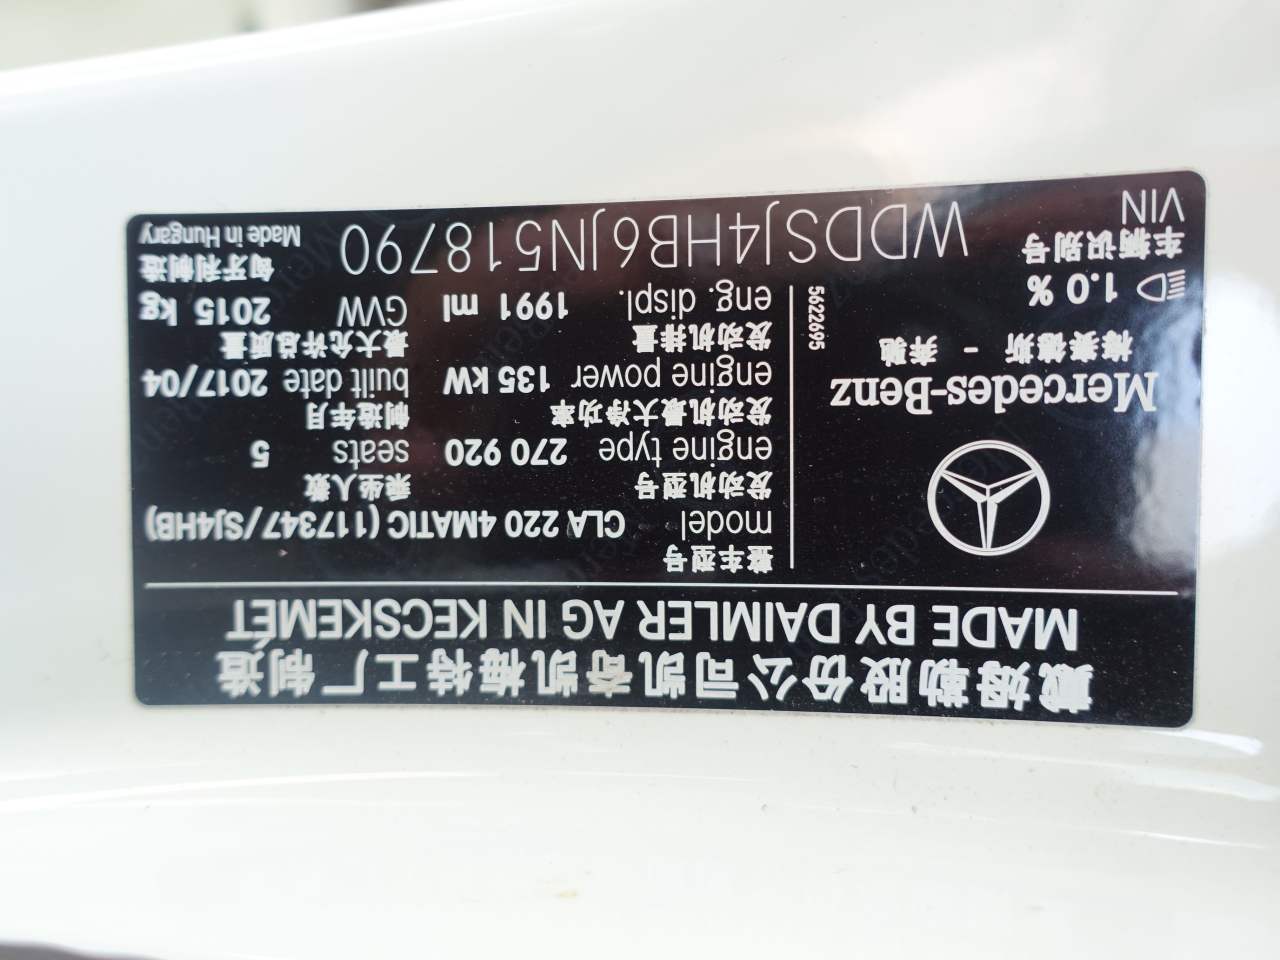 戴姆勒股份公司凯奇凯梅特工厂制造
MADE BY DAIMLER AG IN KECSKEMÉT
Mercedes-Benz
梅赛德斯 - 奔驰
1.0 %
5622695
整车型号
model CLA 220 4MATIC (117347/SJ4HB)
发动机型号 乘坐人数
engine type 270 920 seats 5
发动机最大净功率 制造年月
engine power 135 kW built date 2017/04
发动机排量 最大允许总质量
eng. displ. 1991 ml GVW 2015 kg
车辆识别号 匈牙利制造
VIN WDDSJ4HB6JN518790 Made in Hungary